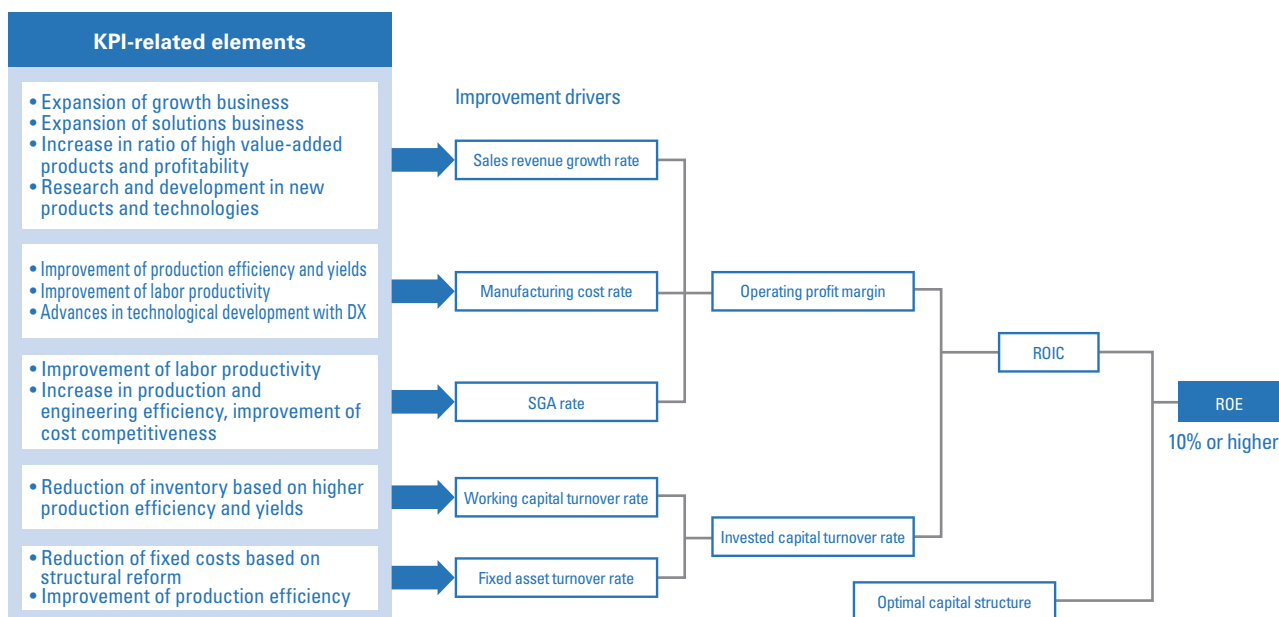 KPI-related elements
• Expansion of growth business
• Expansion of solutions business
• Increase in ratio of high value-added
products and profitability
• Research and development in new
products and technologies
• Improvement of production efficiency and yields
• Improvement of labor productivity
• Advances in technological development with DX
• Improvement of labor productivity
• Increase in production and
engineering efficiency, improvement of
cost competitiveness
• Reduction of inventory based on higher
production efficiency and yields
• Reduction of fixed costs based on
structural reform
• Improvement of production efficiency
Improvement drivers
Sales revenue growth rate
Manufacturing cost rate
SGA rate
Working capital turnover rate
Fixed asset turnover rate
Operating profit margin
Invested capital turnover rate
ROIC
Optimal capital structure
ROE
10% or higher